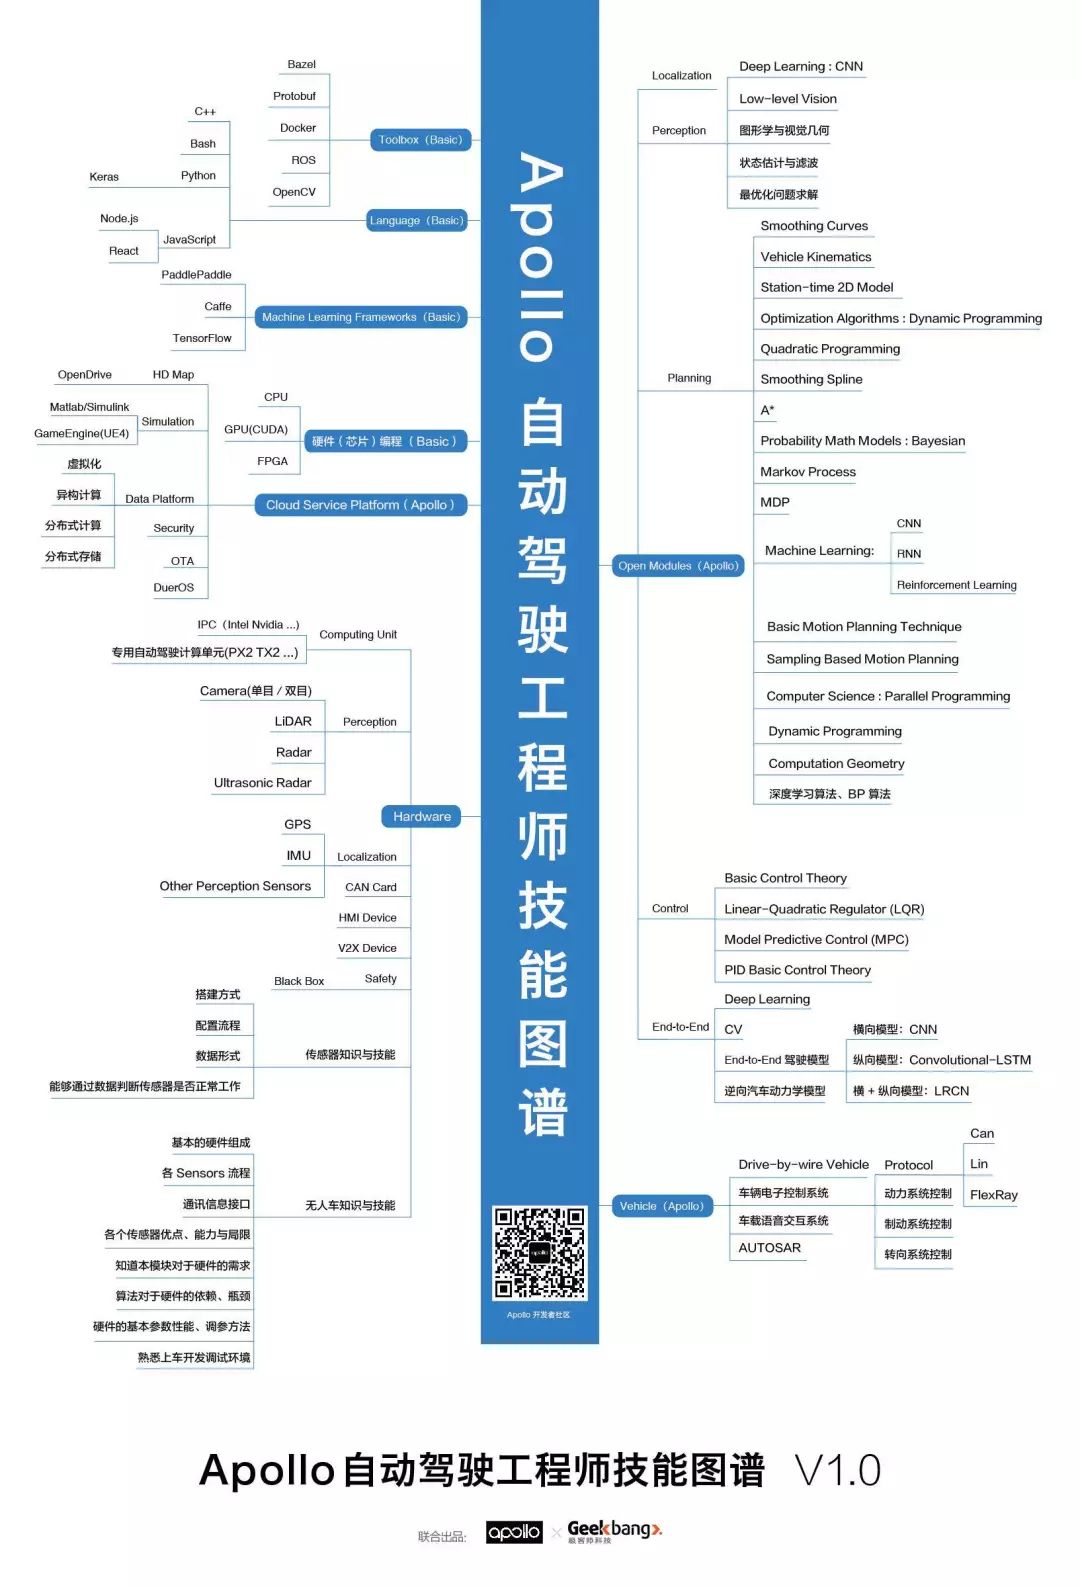 Apollo 自动驾驶工程师技能图谱
Bazel
Protobuf
Docker
ROS
OpenCV
Toolbox（Basic）
C++
Bash
Python
Keras
Node.js
React
JavaScript
Language（Basic）
PaddlePaddle
Caffe
TensorFlow
Machine Learning Frameworks（Basic）
CPU
GPU(CUDA)
FPGA
硬件（芯片）编程（Basic）
OpenDrive
HD Map
Matlab/Simulink
GameEngine(UE4)
Simulation
虚拟化
异构计算
分布式计算
分布式存储
Data Platform
Security
OTA
DuerOS
Cloud Service Platform（Apollo）
IPC（Intel Nvidia ...)
专用自动驾驶计算单元(PX2 TX2 ...)
Computing Unit
Camera(单目 / 双目)
LiDAR
Radar
Ultrasonic Radar
Perception
Hardware
GPS
IMU
Other Perception Sensors
Localization
CAN Card
HMI Device
V2X Device
Black Box
Safety
搭建方式
配置流程
数据形式
能够通过数据判断传感器是否正常工作
传感器知识与技能
基本的硬件组成
各 Sensors 流程
通讯信息接口
各个传感器优点、能力与局限
知道本模块对于硬件的需求
算法对于硬件的依赖、瓶颈
硬件的基本参数性能、调参方法
熟悉上车开发调试环境
无人车知识与技能
Localization
Perception
Deep Learning : CNN
Low-level Vision
图形学与视觉几何
状态估计与滤波
最优化问题求解
Planning
Smoothing Curves
Vehicle Kinematics
Station-time 2D Model
Optimization Algorithms : Dynamic Programming
Quadratic Programming
Smoothing Spline
A*
Probability Math Models : Bayesian
Markov Process
MDP
Machine Learning:
CNN
RNN
Reinforcement Learning
Open Modules（Apollo）
Basic Motion Planning Technique
Sampling Based Motion Planning
Computer Science : Parallel Programming
Dynamic Programming
Computation Geometry
深度学习算法、BP 算法
Control
Basic Control Theory
Linear-Quadratic Regulator (LQR)
Model Predictive Control (MPC)
PID Basic Control Theory
End-to-End
Deep Learning
CV
End-to-End 驾驶模型
逆向汽车动力学模型
横向模型：CNN
纵向模型：Convolutional-LSTM
横 + 纵向模型：LRCN
Vehicle（Apollo）
Drive-by-wire Vehicle
车辆电子控制系统
车载语音交互系统
AUTOSAR
Protocol
动力系统控制
制动系统控制
转向系统控制
Can
Lin
FlexRay
apollo
Apollo 开发者社区
Apollo 自动驾驶工程师技能图谱 V1.0
联合出品:
apollo × Geekbang>.
极客邦科技